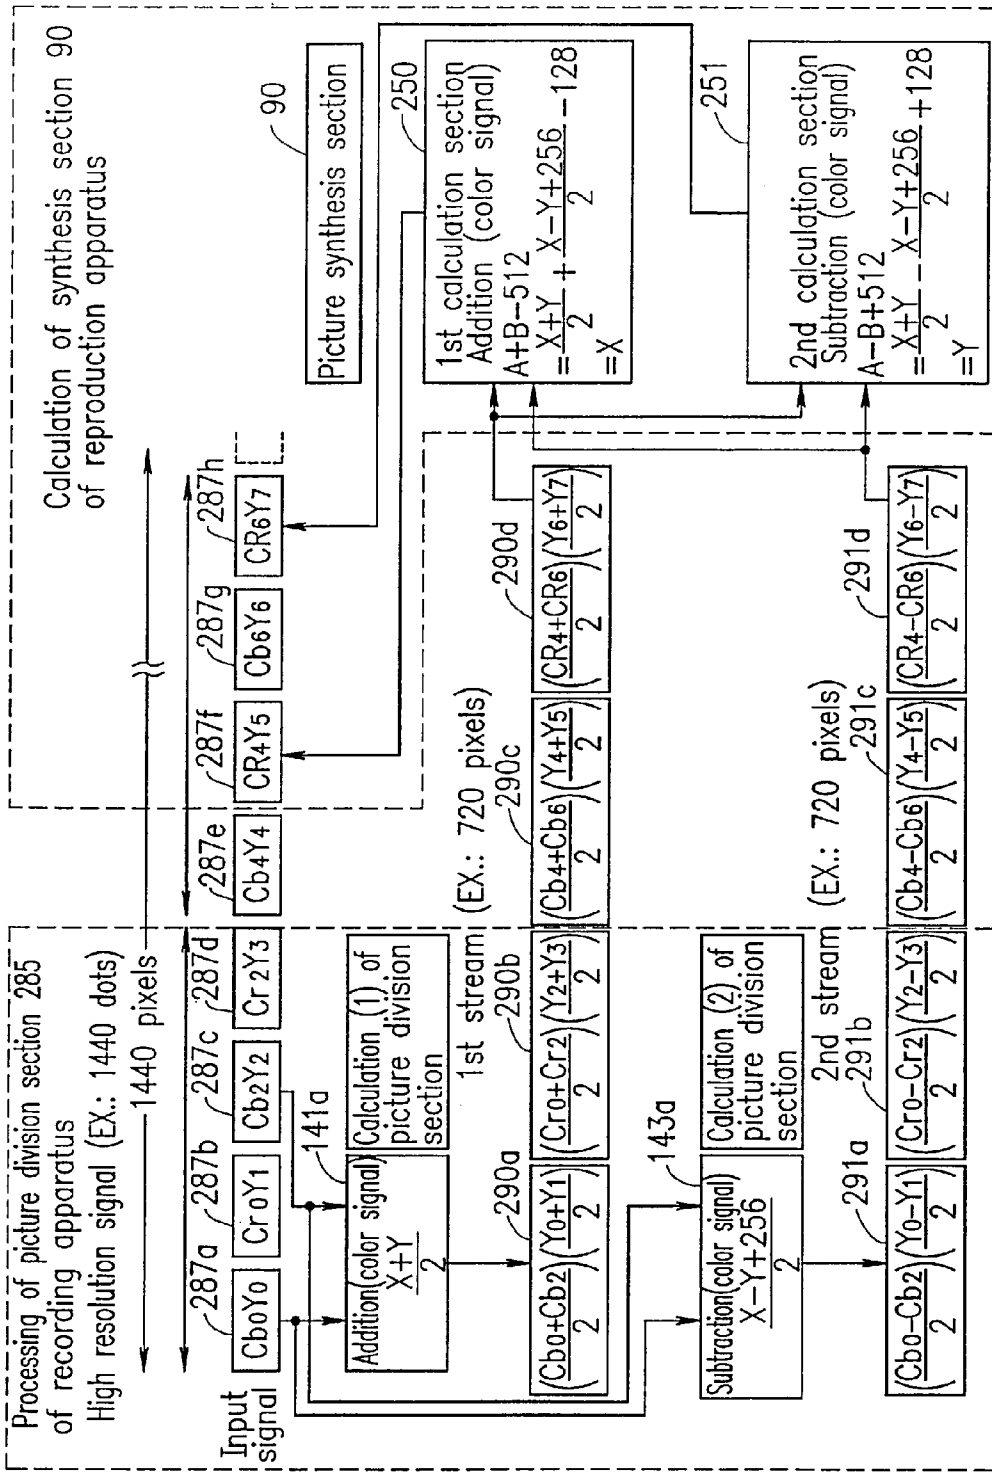 Processing of picture division section 285
of recording apparatus
High resolution signal (EX.: 1440 dots)
1440 pixels
Calculation of synthesis section 90
of reproduction apparatus
287a
287b
287c
287d
287e
287f
287g
287h
Input
signal
Cb0Y0
Cr0Y1
Cb2Y2
Cr2Y3
Cb4Y4
CR4Y5
Cb6Y6
CR6Y7
90
Picture synthesis section
141a
Addition(color signal)
X+Y
2
Calculation (1) of
picture division
section
250
1st calculation section
Addition (color signal)
A+B−512
=X+Y/2 + X−Y+256/2 −128
=X
1st stream
(EX.: 720 pixels)
290a
290b
290c
290d
(Cb0+Cb2/2)(Y0+Y1/2)
(Cr0+Cr2/2)(Y2+Y3/2)
(Cb4+Cb6/2)(Y4+Y5/2)
(CR4+CR6/2)(Y6+Y7/2)
143a
Subtraction(color signal)
X−Y+256
2
Calculation (2) of
picture division
section
251
2nd calculation section
Subtraction (color signal)
A−B+512
=X+Y/2 − X−Y+256/2 +128
=Y
2nd stream
(EX.: 720 pixels)
291a
291b
291c
291d
(Cb0−Cb2/2)(Y0−Y1/2)
(Cr0−Cr2/2)(Y2−Y3/2)
(Cb4−Cb6/2)(Y4−Y5/2)
(CR4−CR6/2)(Y6−Y7/2)